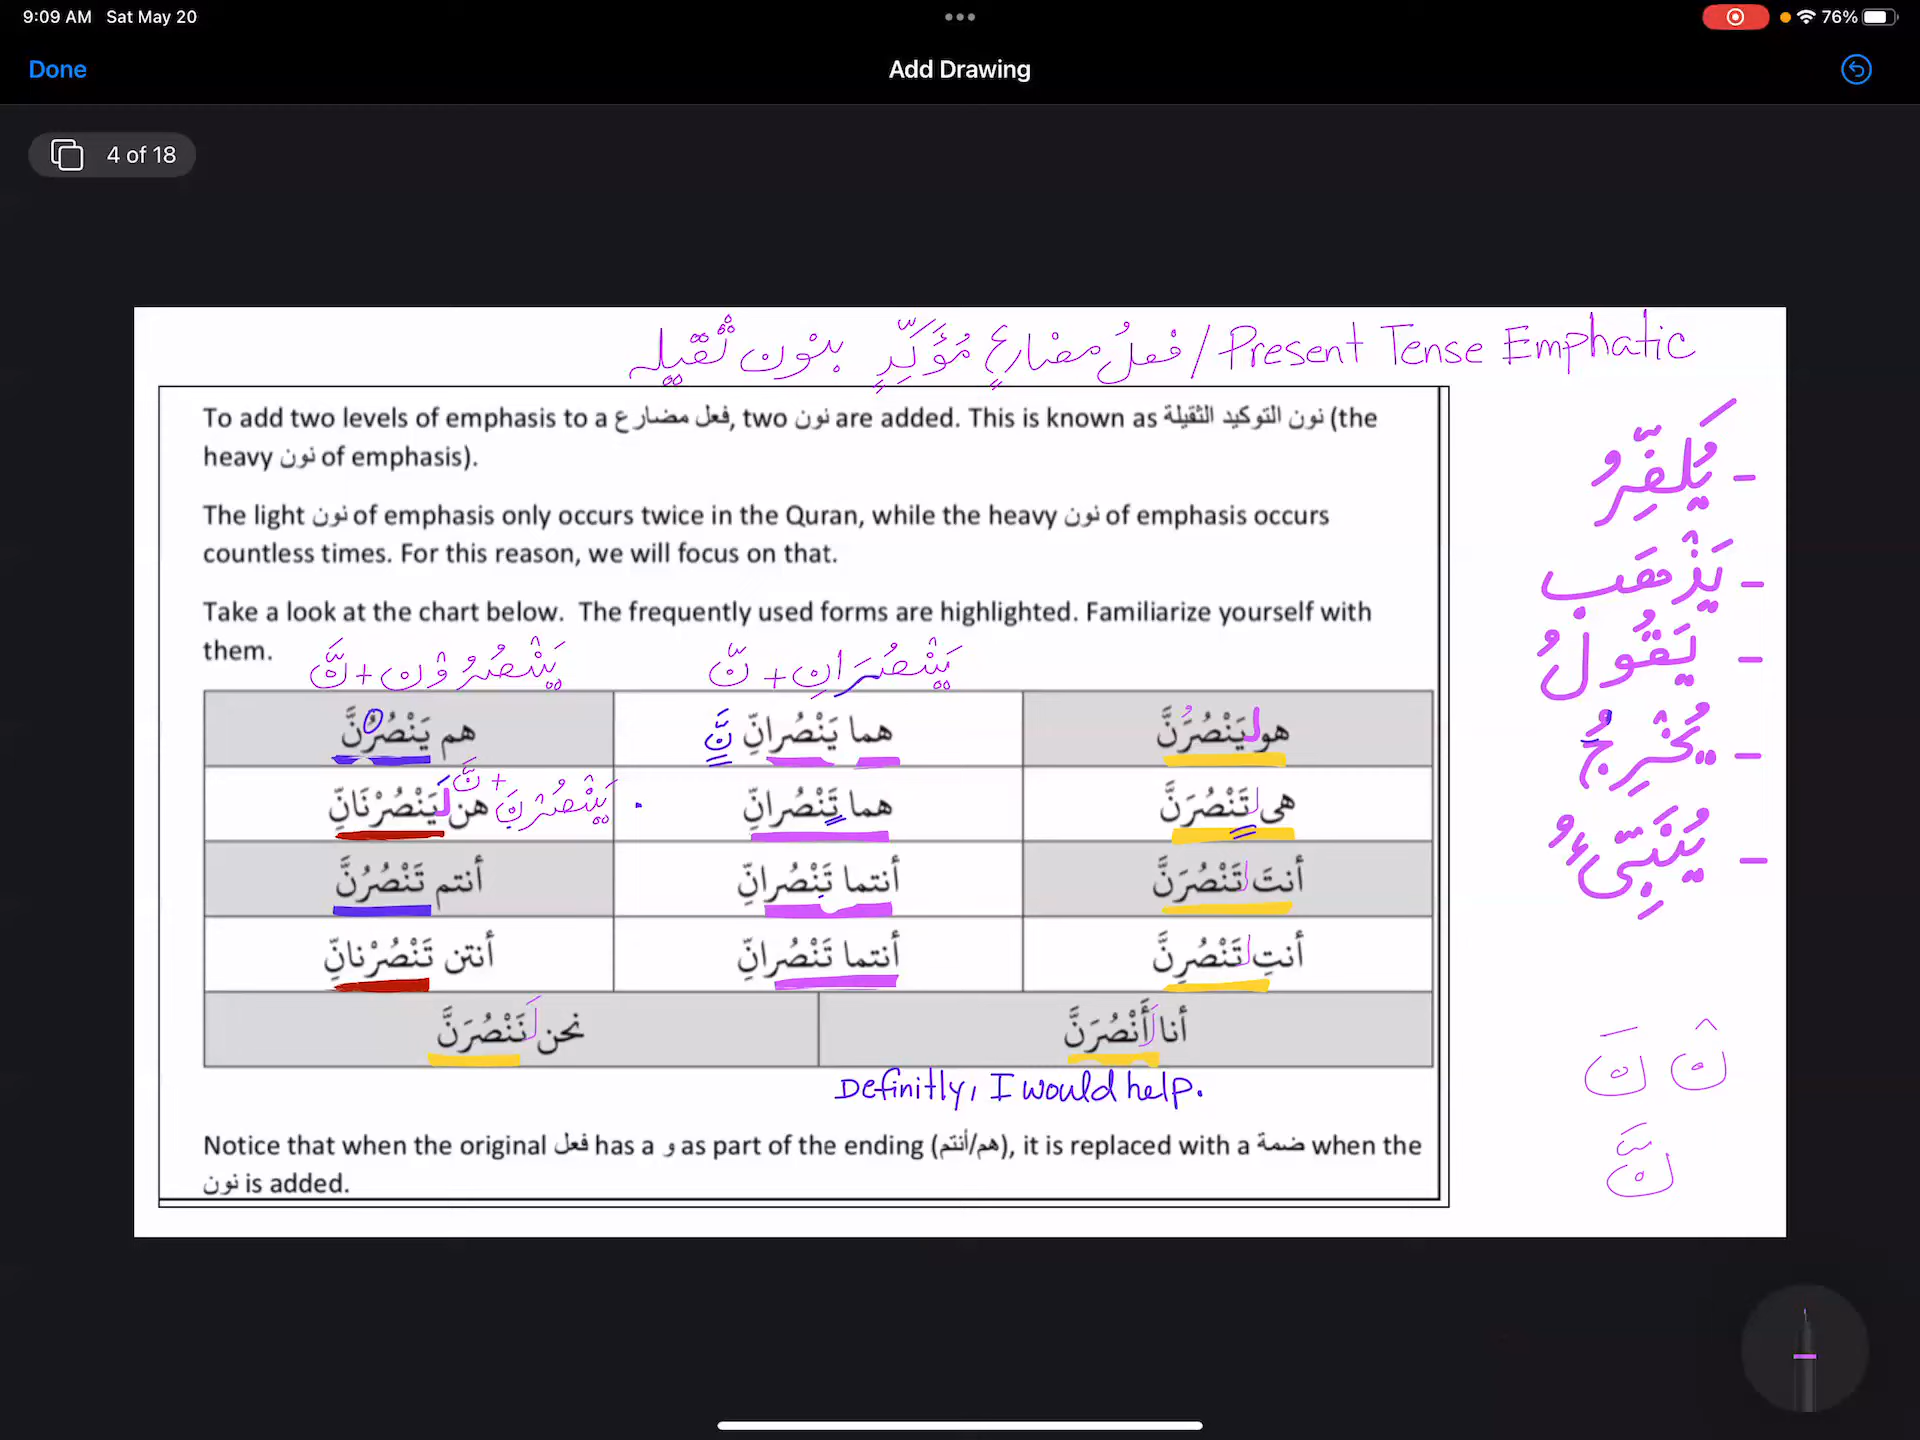 9:09 AM Sat May 20
76%
Done
Add Drawing
4 of 18
فعلُ مضارعٍ مُؤَكِّدٍ بنون ثقيله / Present Tense Emphatic
To add two levels of emphasis to a فعل مضارع, two نون are added. This is known as نون التوكيد الثقيلة (the
heavy نون of emphasis).
The light نون of emphasis only occurs twice in the Quran, while the heavy نون of emphasis occurs
countless times. For this reason, we will focus on that.
Take a look at the chart below. The frequently used forms are highlighted. Familiarize yourself with
them.
يَنْصُرَانِ + نّ
يَنْصُرُوْن + نَّ
هو لَيَنْصُرَنَّ
هما يَنْصُرانِّ نَّ
هم يَنْصُرُنَّ
هى لتَنْصُرَنَّ
هما تَنْصُرانِّ
يَنْصُرْنَ + نَّ
هن لَيَنْصُرْنَانِّ
أنتَ لتَنْصُرَنَّ
أنتما تَنْصُرانِّ
أنتم تَنْصُرُنَّ
أنتِ لتَنْصُرِنَّ
أنتما تَنْصُرانِّ
أنتن تَنْصُرْنانِّ
أنا لَأَنْصُرَنَّ
نحن لَنَنْصُرَنَّ
Definitly, I would help.
Notice that when the original فعل has a و as part of the ending (هم/أنتم), it is replaced with a ضمة when the
نون is added.
- يُكَفِّرُ
- يَذْهَب
- يَقُولُ
- يُخْرِجُ
- يُنَبِّىءُ
نْ نَ
نَّ